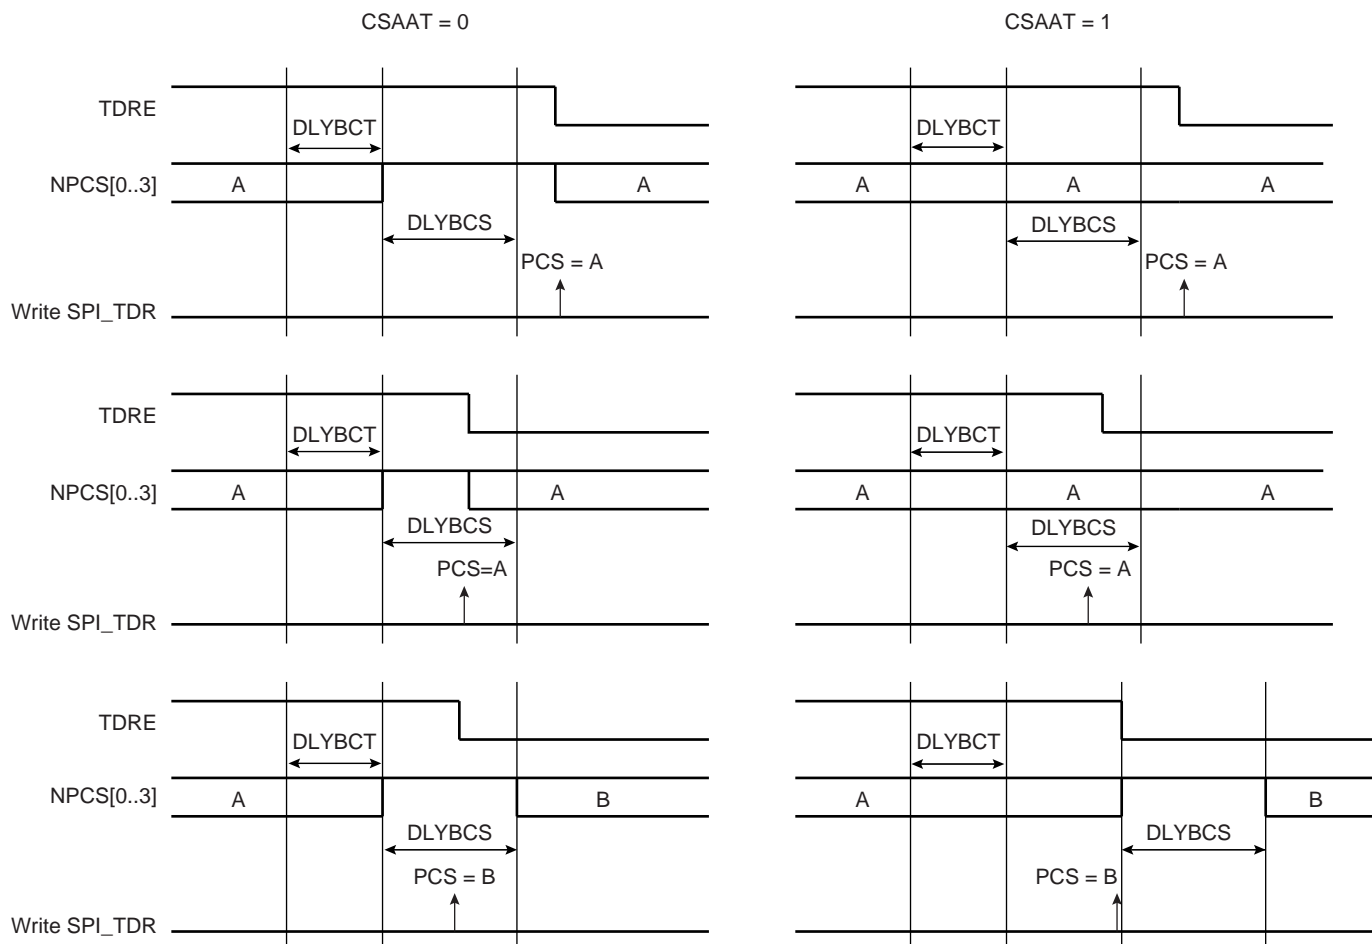 CSAAT = 0
CSAAT = 1
TDRE
DLYBCT
DLYBCT
NPCS[0..3]
A
A
A
A
A
DLYBCS
DLYBCS
PCS = A
PCS = A
Write SPI_TDR
TDRE
DLYBCT
DLYBCT
NPCS[0..3]
A
A
A
A
A
DLYBCS
DLYBCS
PCS=A
PCS = A
Write SPI_TDR
TDRE
DLYBCT
DLYBCT
NPCS[0..3]
A
B
A
B
DLYBCS
DLYBCS
PCS = B
PCS = B
Write SPI_TDR